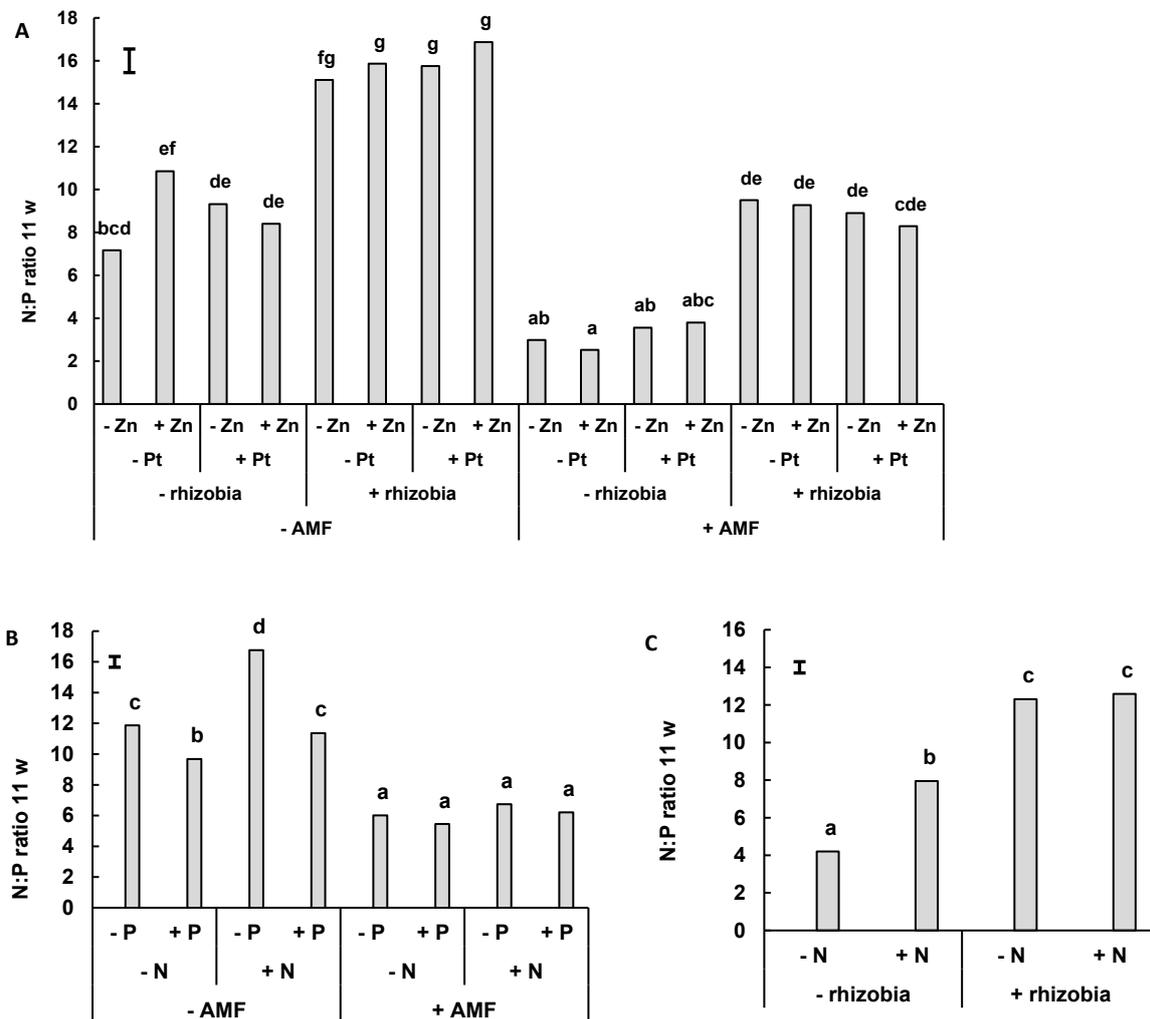 A
18
16
14
12
10
8
6
4
2
0
N:P ratio 11 w
bcd ef de de fg g g g ab a ab abc de de de cde
- Zn + Zn - Zn + Zn - Zn + Zn - Zn + Zn - Zn + Zn - Zn + Zn - Zn + Zn - Zn + Zn
- Pt + Pt - Pt + Pt - Pt + Pt - Pt + Pt
- rhizobia + rhizobia - rhizobia + rhizobia
- AMF + AMF
B
18
16
14
12
10
8
6
4
2
0
N:P ratio 11 w
c b d c a a a a
- P + P - P + P - P + P - P + P
- N + N - N + N
- AMF + AMF
C
16
14
12
10
8
6
4
2
0
N:P ratio 11 w
a b c c
- N + N - N + N
- rhizobia + rhizobia